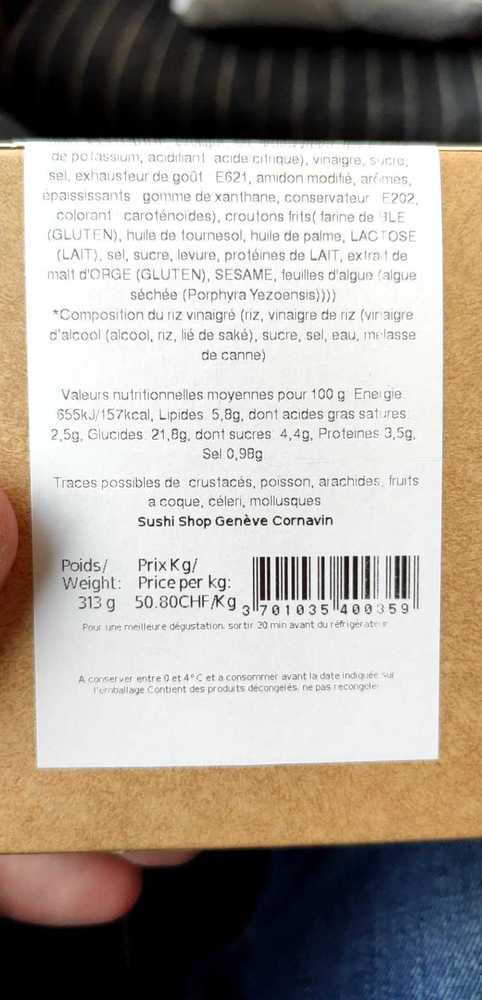 de potassium, acidifiant acide citrique), vinaigre, sucre,
sel, exhausteur de goût E621, amidon modifié, arômes,
épaississants gomme de xanthane, conservateur E202,
colorant caroténoides), croutons frits( farine de BLE
(GLUTEN), huile de tournesol, huile de palme, LACTOSE
(LAIT), sel, sucre, levure, protéines de LAIT, extrait de
malt d'ORGE (GLUTEN), SESAME, feuilles d'algue (algue
séchée (Porphyra Yezoensis))))
*Composition du riz vinaigré (riz, vinaigre de riz (vinaigre
d'alcool (alcool, riz, lié de saké), sucre, sel, eau, mélasse
de canne)
Valeurs nutritionnelles moyennes pour 100 g: Energie:
655kJ/157kcal, Lipides: 5,8g, dont acides gras saturés:
2,5g, Glucides: 21,8g, dont sucres: 4,4g, Proteines 3,5g,
Sel:0,98g
Traces possibles de crustacés, poisson, arachides, fruits
a coque, céleri, mollusques
Sushi Shop Genève Cornavin
Poids/ Prix Kg/
Weight: Price per kg:
313 g 50.80CHF/Kg
3 701035 400359
Pour une meilleure dégustation, sortir 20 min avant du réfrigérateur
A conserver entre 0 et 4° C et a consommer avant la date indiquée sur
l'emballage.Contient des produits décongelés, ne pas recongeler